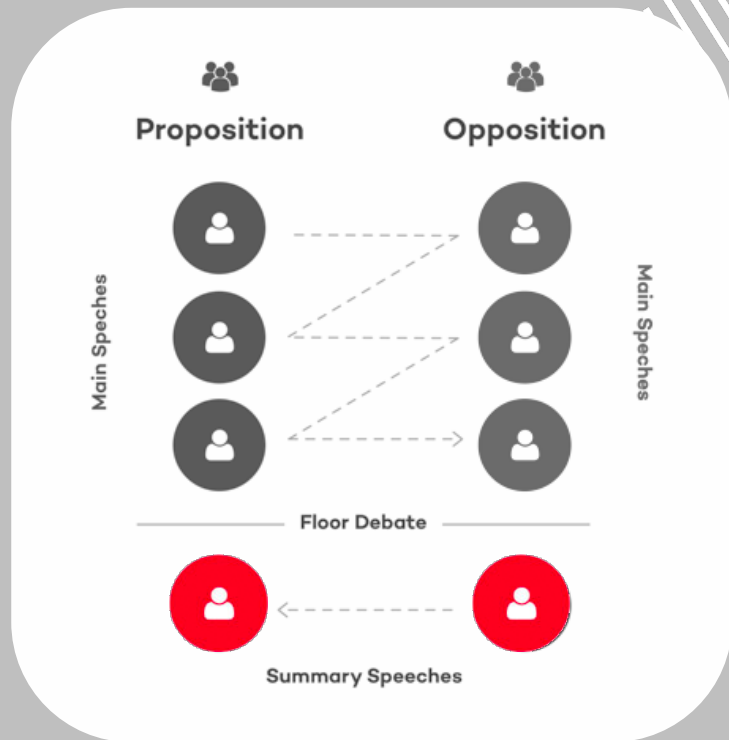 Proposition
Opposition
Main Speches
Main Speches
Floor Debate
Summary Speeches